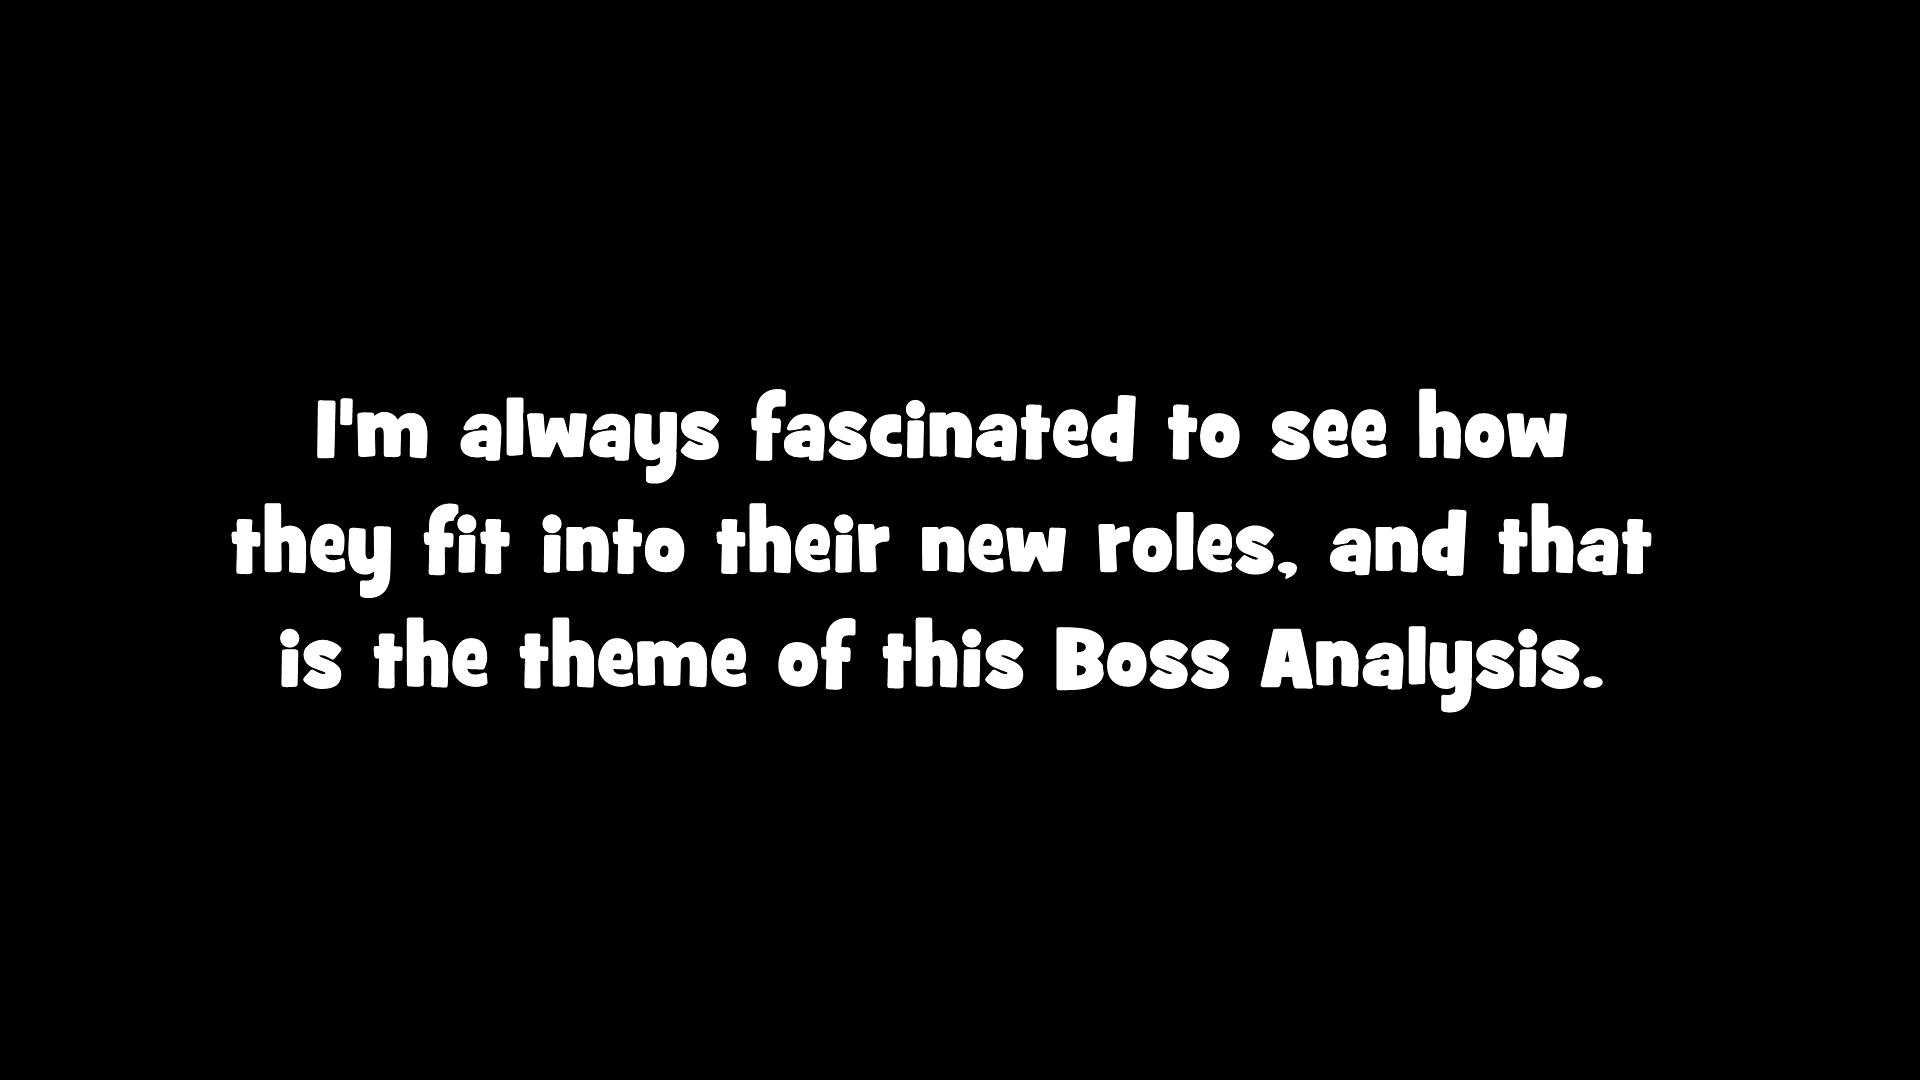 I'm always fascinated to see how
they fit into their new roles, and that
is the theme of this Boss Analysis.